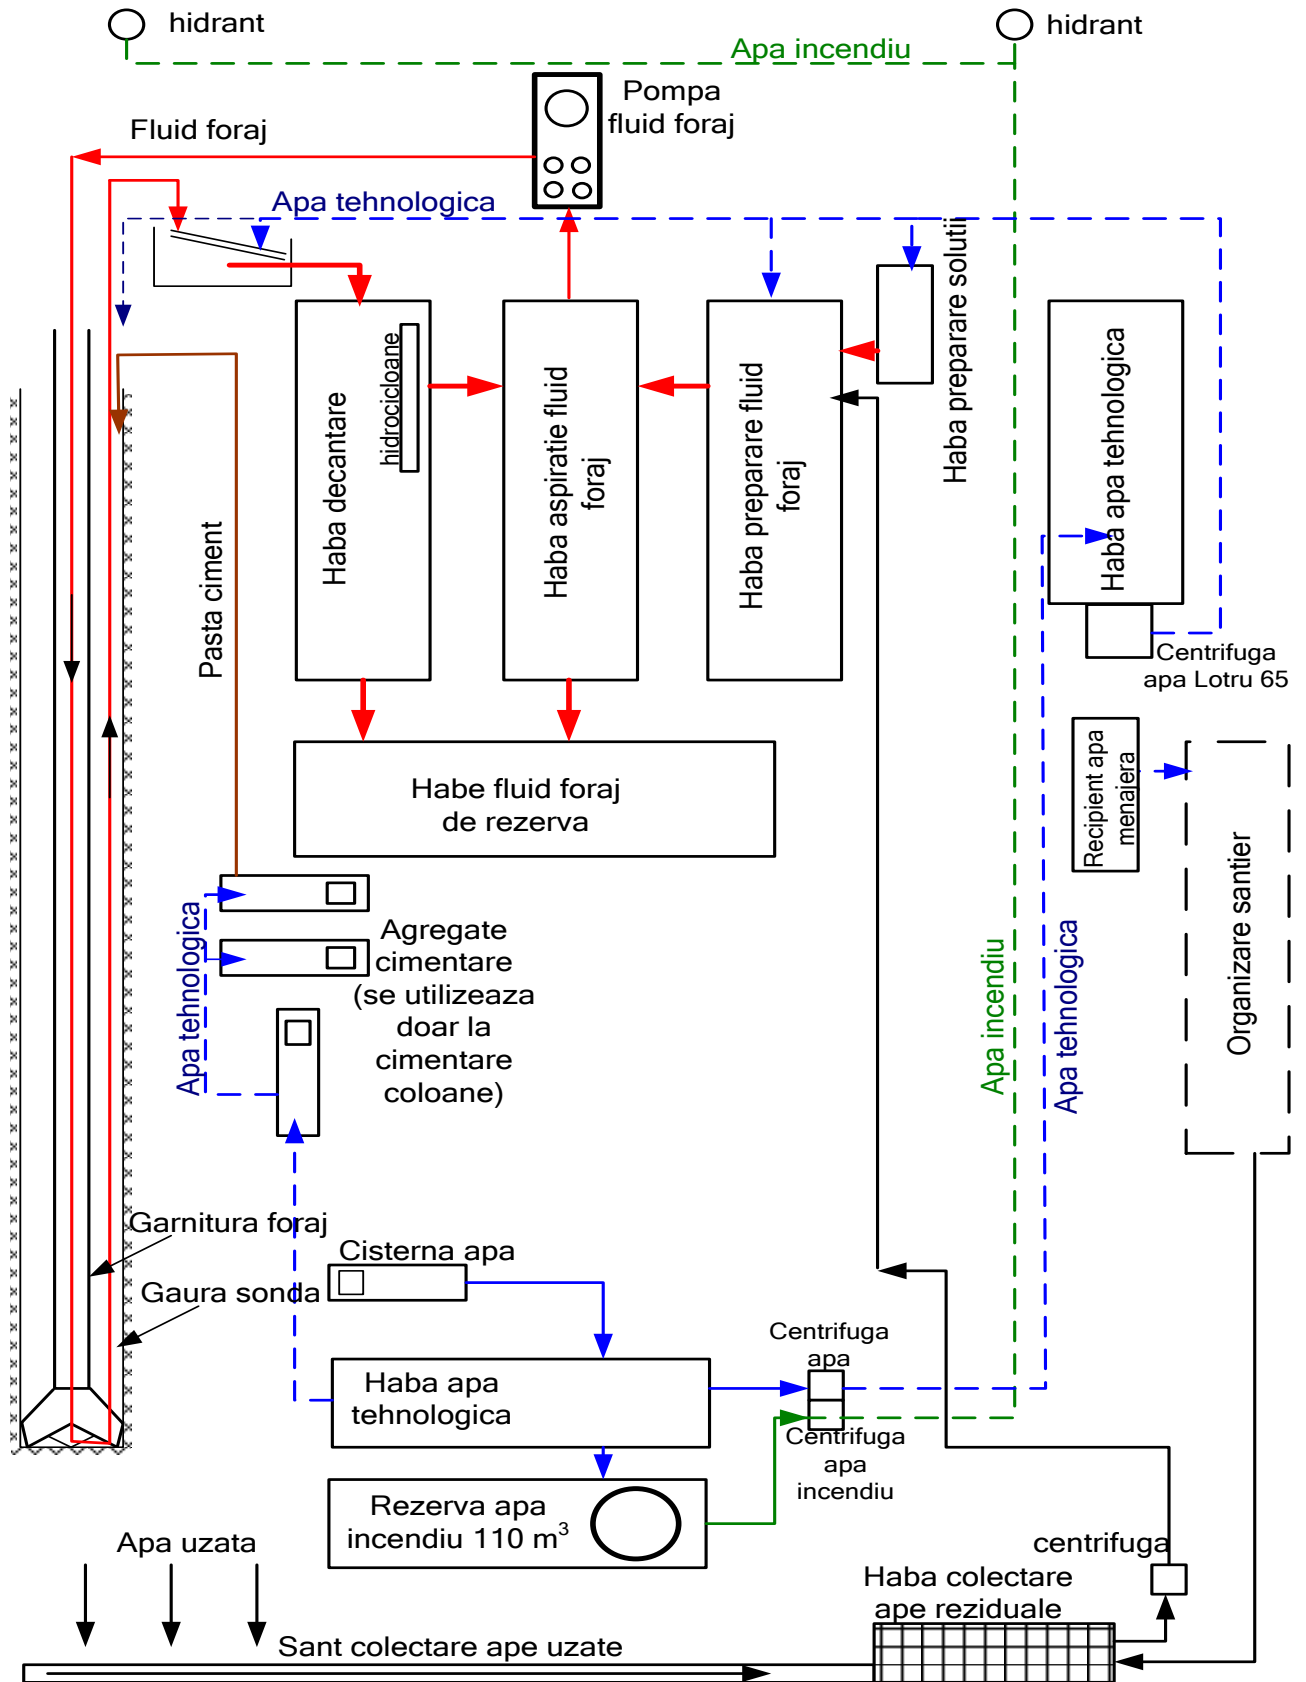 hidrant
hidrant
Apa incendiu
Pompa
fluid foraj
Fluid foraj
Apa tehnologica
Haba preparare solutii
hidrocicloane
Haba decantare
Haba aspiratie fluid
foraj
Haba preparare fluid
foraj
Haba apa tehnologica
Pasta ciment
Centrifuga
apa Lotru 65
Recipient apa
menajera
Habe fluid foraj
de rezerva
Organizare santier
Apa tehnologica
Agregate
cimentare
(se utilizeaza
doar la
cimentare
coloane)
Apa incendiu
Apa tehnologica
Garnitura foraj
Cisterna apa
Gaura sonda
Centrifuga
apa
Haba apa
tehnologica
Centrifuga
apa
incendiu
Rezerva apa
incendiu 110 m³
Apa uzata
centrifuga
Haba colectare
ape reziduale
Sant colectare ape uzate